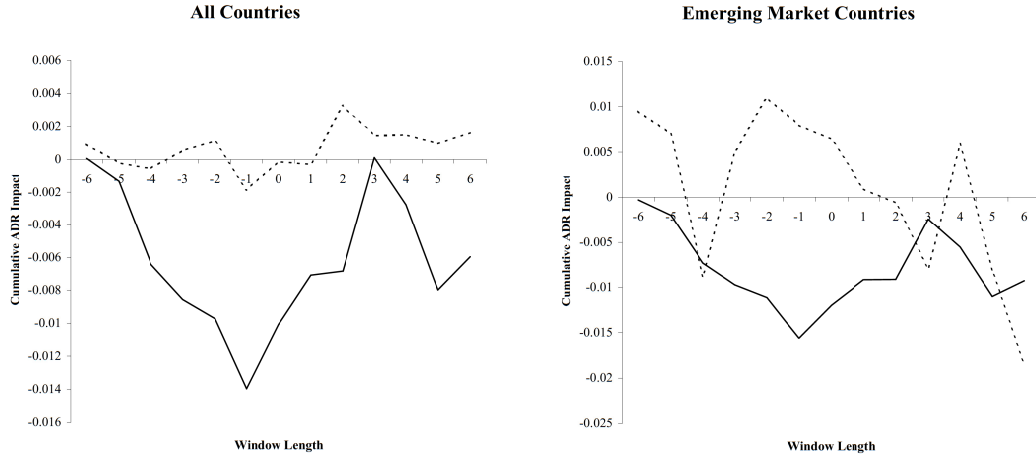 All Countries
0.006
0.004
0.002
0
-0.002
-0.004
-0.006
-0.008
-0.01
-0.012
-0.014
-0.016
-6 -5 -4 -3 -2 -1 0 1 2 3 4 5 6
Cumulative ADR Impact
Window Length
Emerging Market Countries
0.015
0.01
0.005
0
-0.005
-0.01
-0.015
-0.02
-0.025
-6 -5 -4 -3 -2 -1 0 1 2 3 4 5 6
Cumulative ADR Impact
Window Length